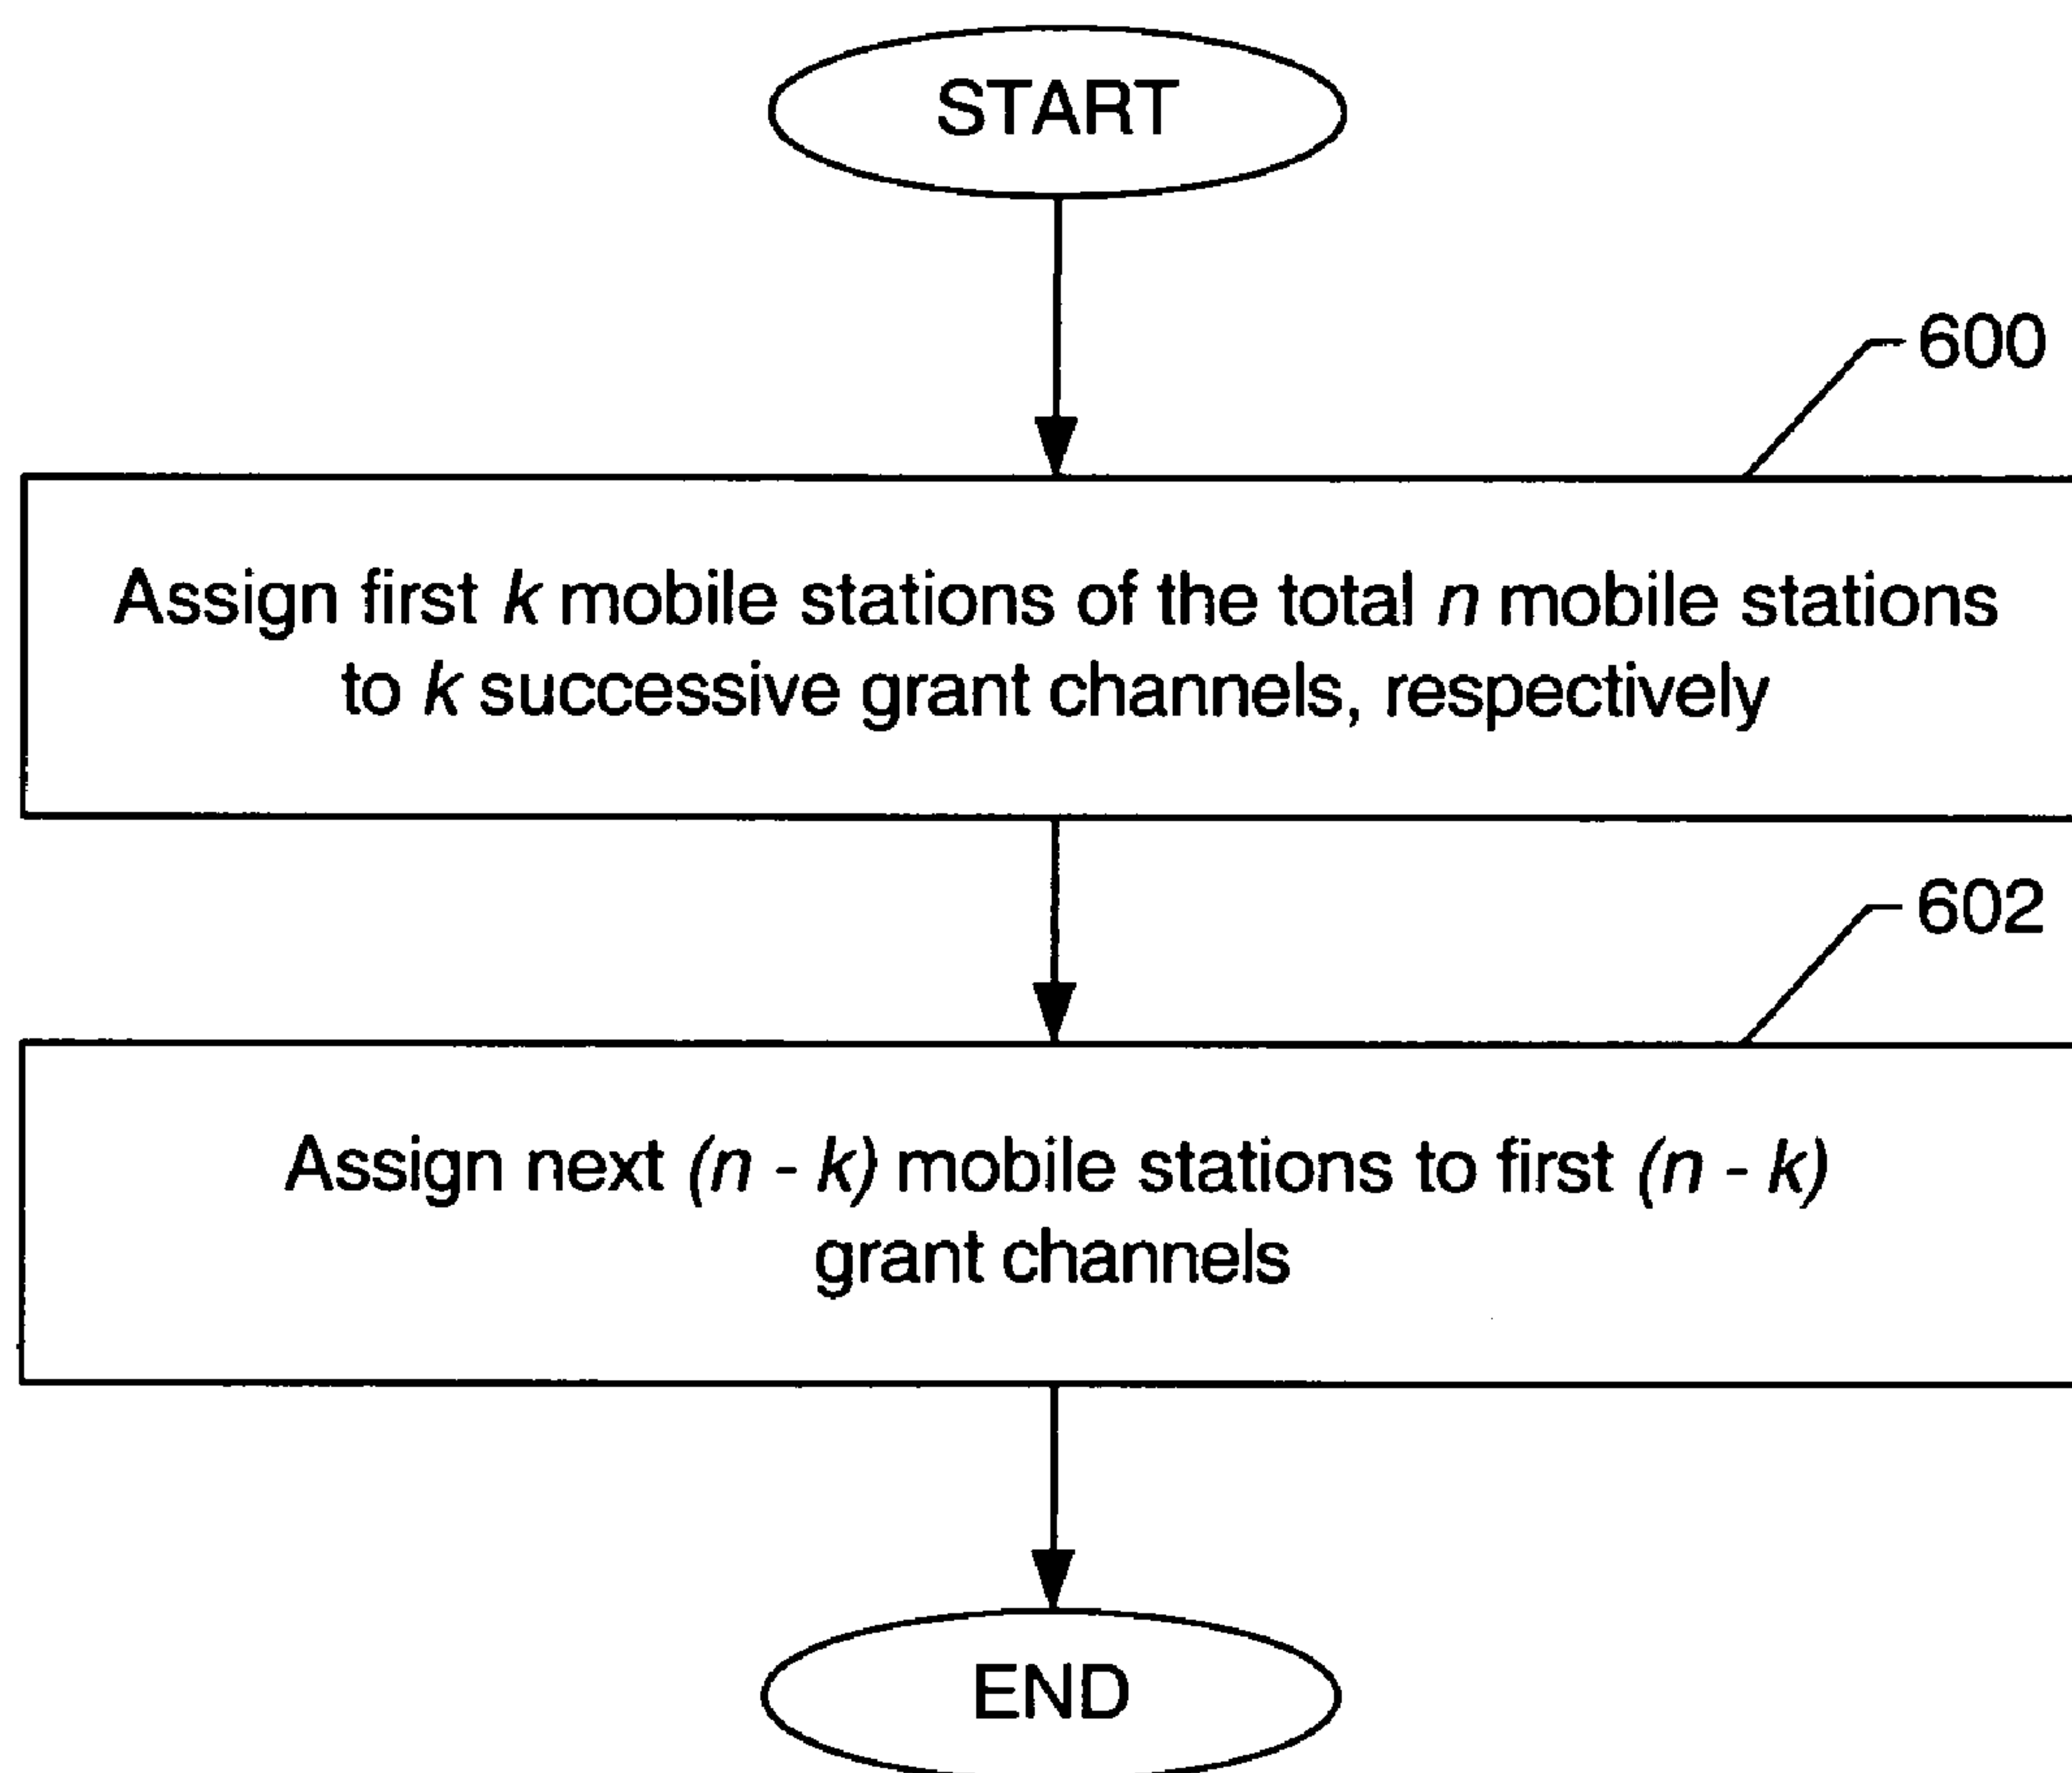 START
600
Assign first k mobile stations of the total n mobile stations
to k successive grant channels, respectively
602
Assign next (n - k) mobile stations to first (n - k)
grant channels
END